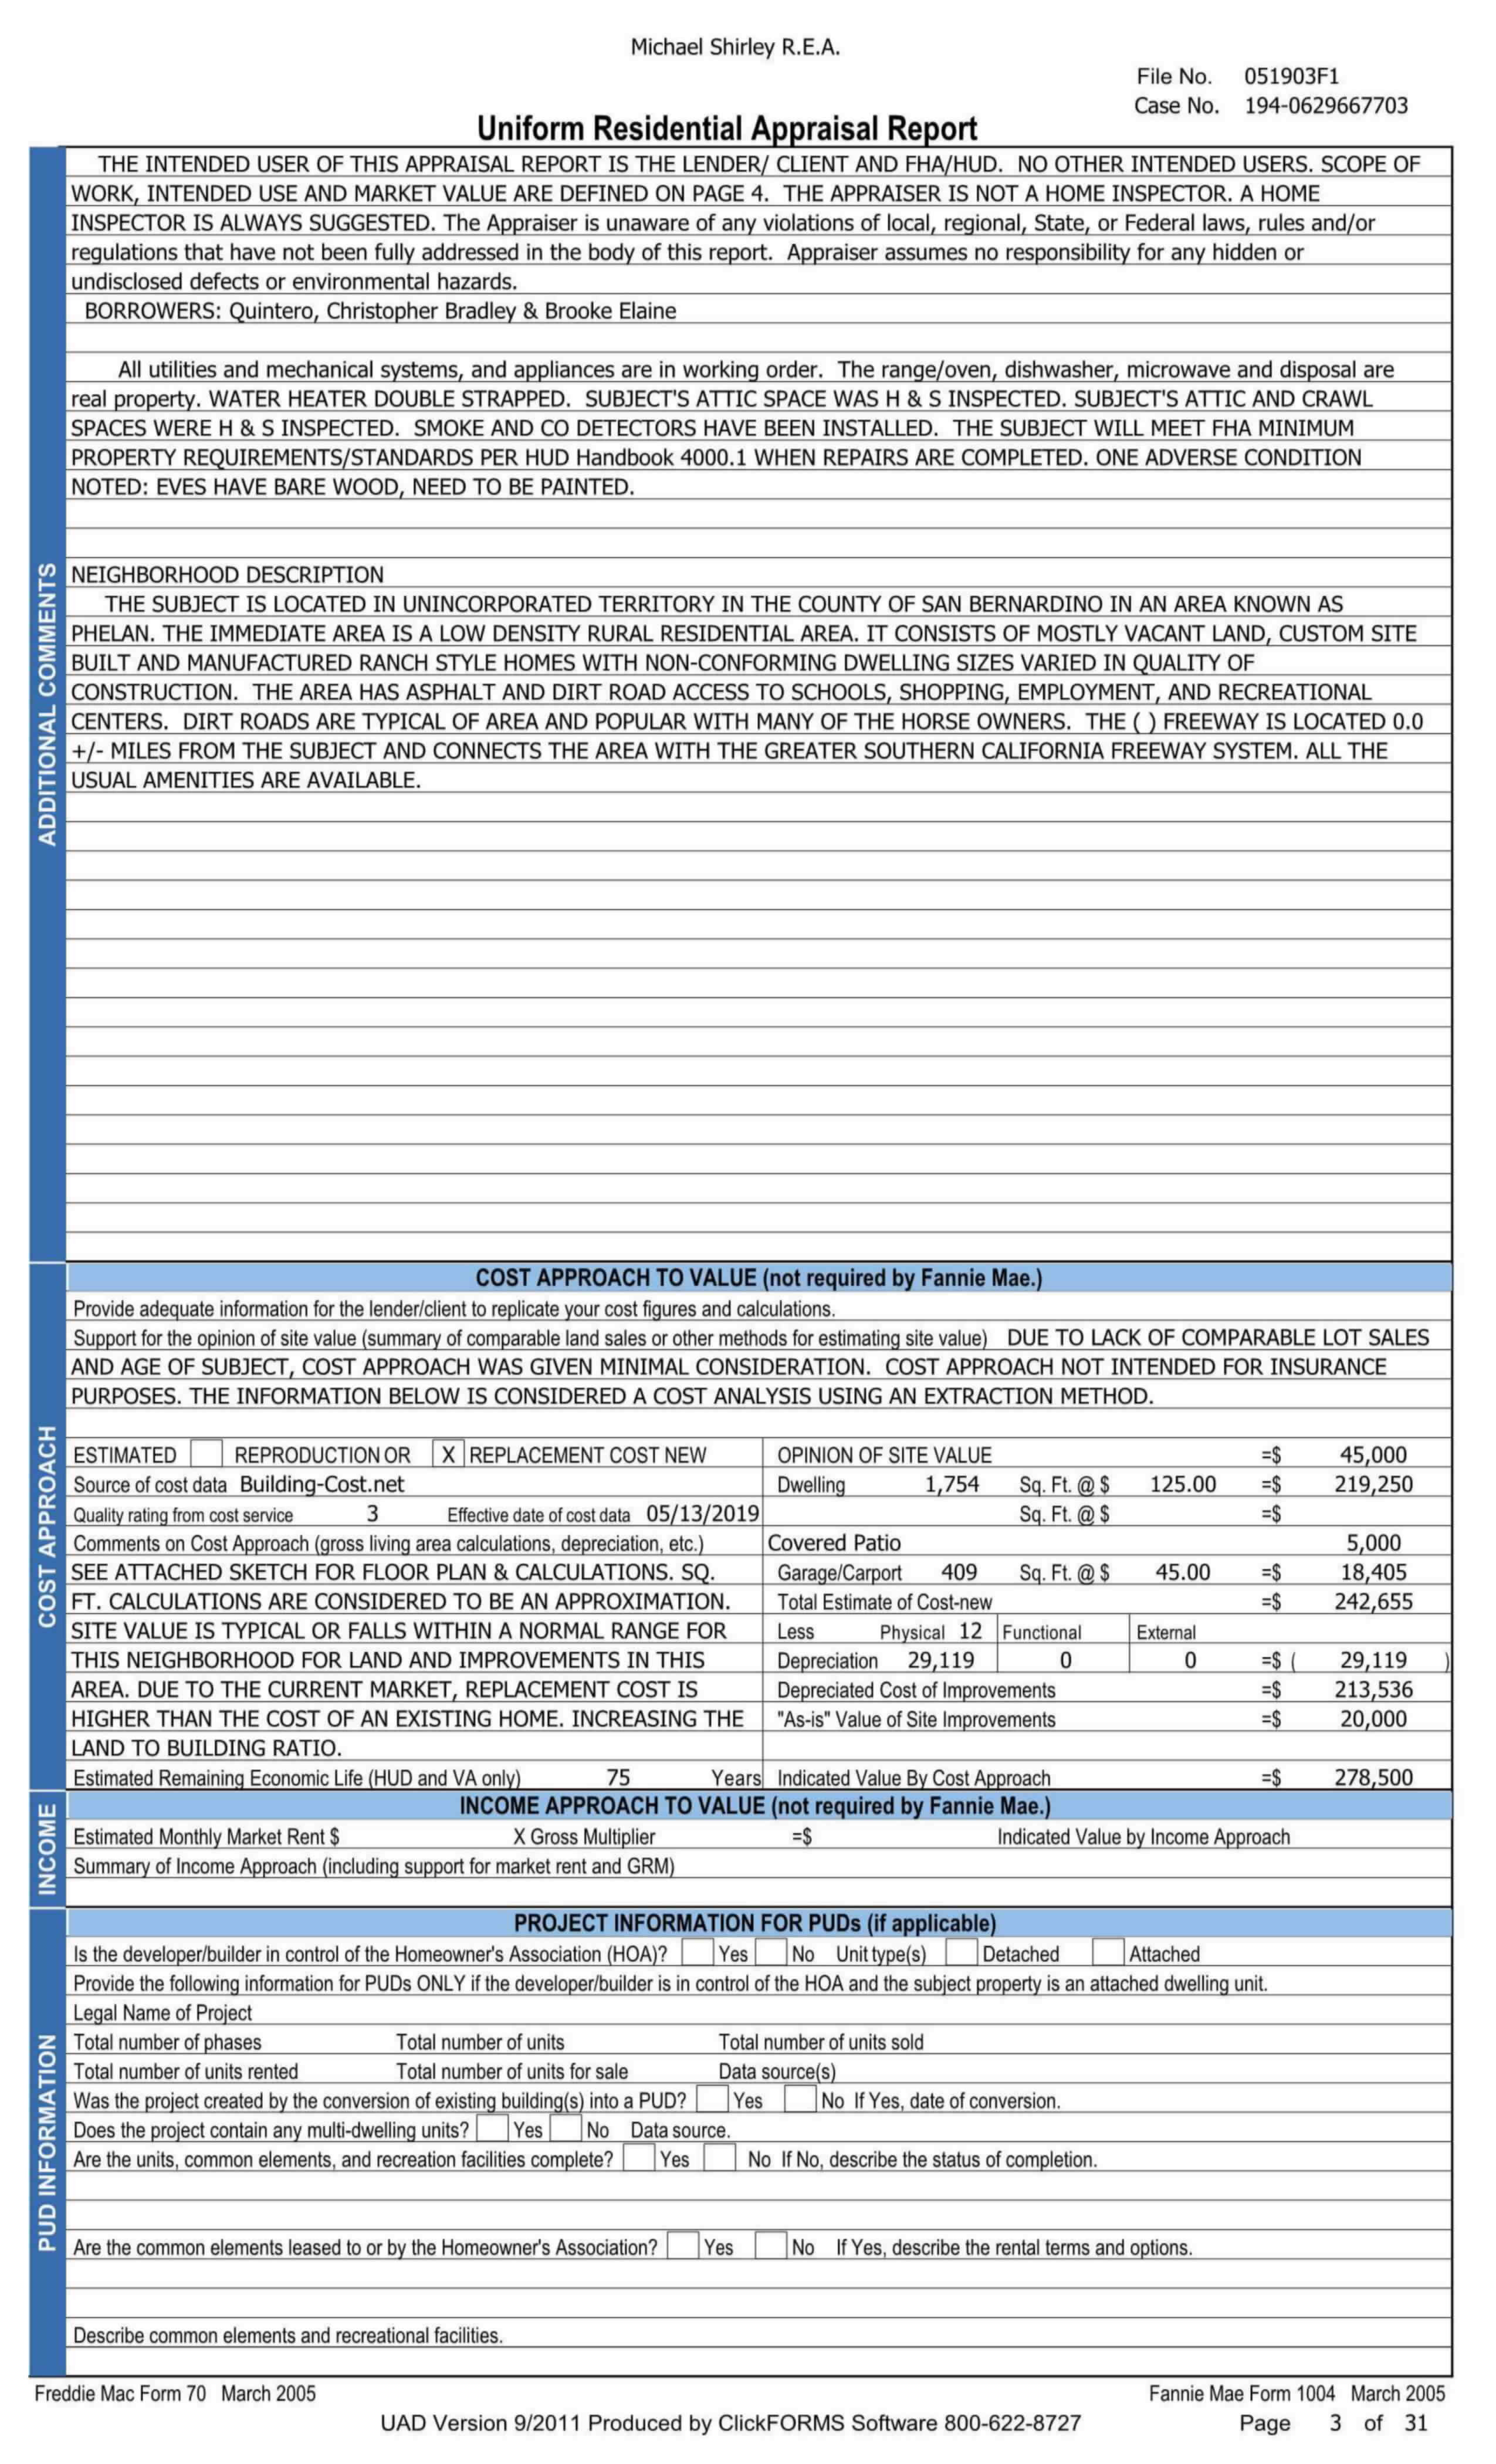 Michael Shirley R.E.A.
File No. 051903F1
Case No. 194-0629667703
Uniform Residential Appraisal Report
THE INTENDED USER OF THIS APPRAISAL REPORT IS THE LENDER/ CLIENT AND FHA/HUD. NO OTHER INTENDED USERS. SCOPE OF
WORK, INTENDED USE AND MARKET VALUE ARE DEFINED ON PAGE 4. THE APPRAISER IS NOT A HOME INSPECTOR. A HOME
INSPECTOR IS ALWAYS SUGGESTED. The Appraiser is unaware of any violations of local, regional, State, or Federal laws, rules and/or
regulations that have not been fully addressed in the body of this report. Appraiser assumes no responsibility for any hidden or
undisclosed defects or environmental hazards.
BORROWERS: Quintero, Christopher Bradley & Brooke Elaine
All utilities and mechanical systems, and appliances are in working order. The range/oven, dishwasher, microwave and disposal are
real property. WATER HEATER DOUBLE STRAPPED. SUBJECT'S ATTIC SPACE WAS H & S INSPECTED. SUBJECT'S ATTIC AND CRAWL
SPACES WERE H & S INSPECTED. SMOKE AND CO DETECTORS HAVE BEEN INSTALLED. THE SUBJECT WILL MEET FHA MINIMUM
PROPERTY REQUIREMENTS/STANDARDS PER HUD Handbook 4000.1 WHEN REPAIRS ARE COMPLETED. ONE ADVERSE CONDITION
NOTED: EVES HAVE BARE WOOD, NEED TO BE PAINTED.
ADDITIONAL COMMENTS
NEIGHBORHOOD DESCRIPTION
THE SUBJECT IS LOCATED IN UNINCORPORATED TERRITORY IN THE COUNTY OF SAN BERNARDINO IN AN AREA KNOWN AS
PHELAN. THE IMMEDIATE AREA IS A LOW DENSITY RURAL RESIDENTIAL AREA. IT CONSISTS OF MOSTLY VACANT LAND, CUSTOM SITE
BUILT AND MANUFACTURED RANCH STYLE HOMES WITH NON-CONFORMING DWELLING SIZES VARIED IN QUALITY OF
CONSTRUCTION. THE AREA HAS ASPHALT AND DIRT ROAD ACCESS TO SCHOOLS, SHOPPING, EMPLOYMENT, AND RECREATIONAL
CENTERS. DIRT ROADS ARE TYPICAL OF AREA AND POPULAR WITH MANY OF THE HORSE OWNERS. THE ( ) FREEWAY IS LOCATED 0.0
+/- MILES FROM THE SUBJECT AND CONNECTS THE AREA WITH THE GREATER SOUTHERN CALIFORNIA FREEWAY SYSTEM. ALL THE
USUAL AMENITIES ARE AVAILABLE.
COST APPROACH
COST APPROACH TO VALUE (not required by Fannie Mae.)
Provide adequate information for the lender/client to replicate your cost figures and calculations.
Support for the opinion of site value (summary of comparable land sales or other methods for estimating site value) DUE TO LACK OF COMPARABLE LOT SALES
AND AGE OF SUBJECT, COST APPROACH WAS GIVEN MINIMAL CONSIDERATION. COST APPROACH NOT INTENDED FOR INSURANCE
PURPOSES. THE INFORMATION BELOW IS CONSIDERED A COST ANALYSIS USING AN EXTRACTION METHOD.
ESTIMATED REPRODUCTION OR X REPLACEMENT COST NEW
Source of cost data Building-Cost.net
Quality rating from cost service 3 Effective date of cost data 05/13/2019
Comments on Cost Approach (gross living area calculations, depreciation, etc.)
SEE ATTACHED SKETCH FOR FLOOR PLAN & CALCULATIONS. SQ.
FT. CALCULATIONS ARE CONSIDERED TO BE AN APPROXIMATION.
SITE VALUE IS TYPICAL OR FALLS WITHIN A NORMAL RANGE FOR
THIS NEIGHBORHOOD FOR LAND AND IMPROVEMENTS IN THIS
AREA. DUE TO THE CURRENT MARKET, REPLACEMENT COST IS
HIGHER THAN THE COST OF AN EXISTING HOME. INCREASING THE
LAND TO BUILDING RATIO.
Estimated Remaining Economic Life (HUD and VA only) 75 Years
OPINION OF SITE VALUE =$ 45,000
Dwelling 1,754 Sq. Ft. @ $ 125.00 =$ 219,250
Sq. Ft. @ $ =$
Covered Patio 5,000
Garage/Carport 409 Sq. Ft. @ $ 45.00 =$ 18,405
Total Estimate of Cost-new =$ 242,655
Less Physical 12 Functional External
Depreciation 29,119 0 0 =$ ( 29,119 )
Depreciated Cost of Improvements =$ 213,536
"As-is" Value of Site Improvements =$ 20,000
Indicated Value By Cost Approach =$ 278,500
INCOME
INCOME APPROACH TO VALUE (not required by Fannie Mae.)
Estimated Monthly Market Rent $ X Gross Multiplier =$ Indicated Value by Income Approach
Summary of Income Approach (including support for market rent and GRM)
PUD INFORMATION
PROJECT INFORMATION FOR PUDs (if applicable)
Is the developer/builder in control of the Homeowner's Association (HOA)? Yes No Unit type(s) Detached Attached
Provide the following information for PUDs ONLY if the developer/builder is in control of the HOA and the subject property is an attached dwelling unit.
Legal Name of Project
Total number of phases Total number of units Total number of units sold
Total number of units rented Total number of units for sale Data source(s)
Was the project created by the conversion of existing building(s) into a PUD? Yes No If Yes, date of conversion.
Does the project contain any multi-dwelling units? Yes No Data source.
Are the units, common elements, and recreation facilities complete? Yes No If No, describe the status of completion.
Are the common elements leased to or by the Homeowner's Association? Yes No If Yes, describe the rental terms and options.
Describe common elements and recreational facilities.
Freddie Mac Form 70 March 2005
Fannie Mae Form 1004 March 2005
UAD Version 9/2011 Produced by ClickFORMS Software 800-622-8727
Page 3 of 31